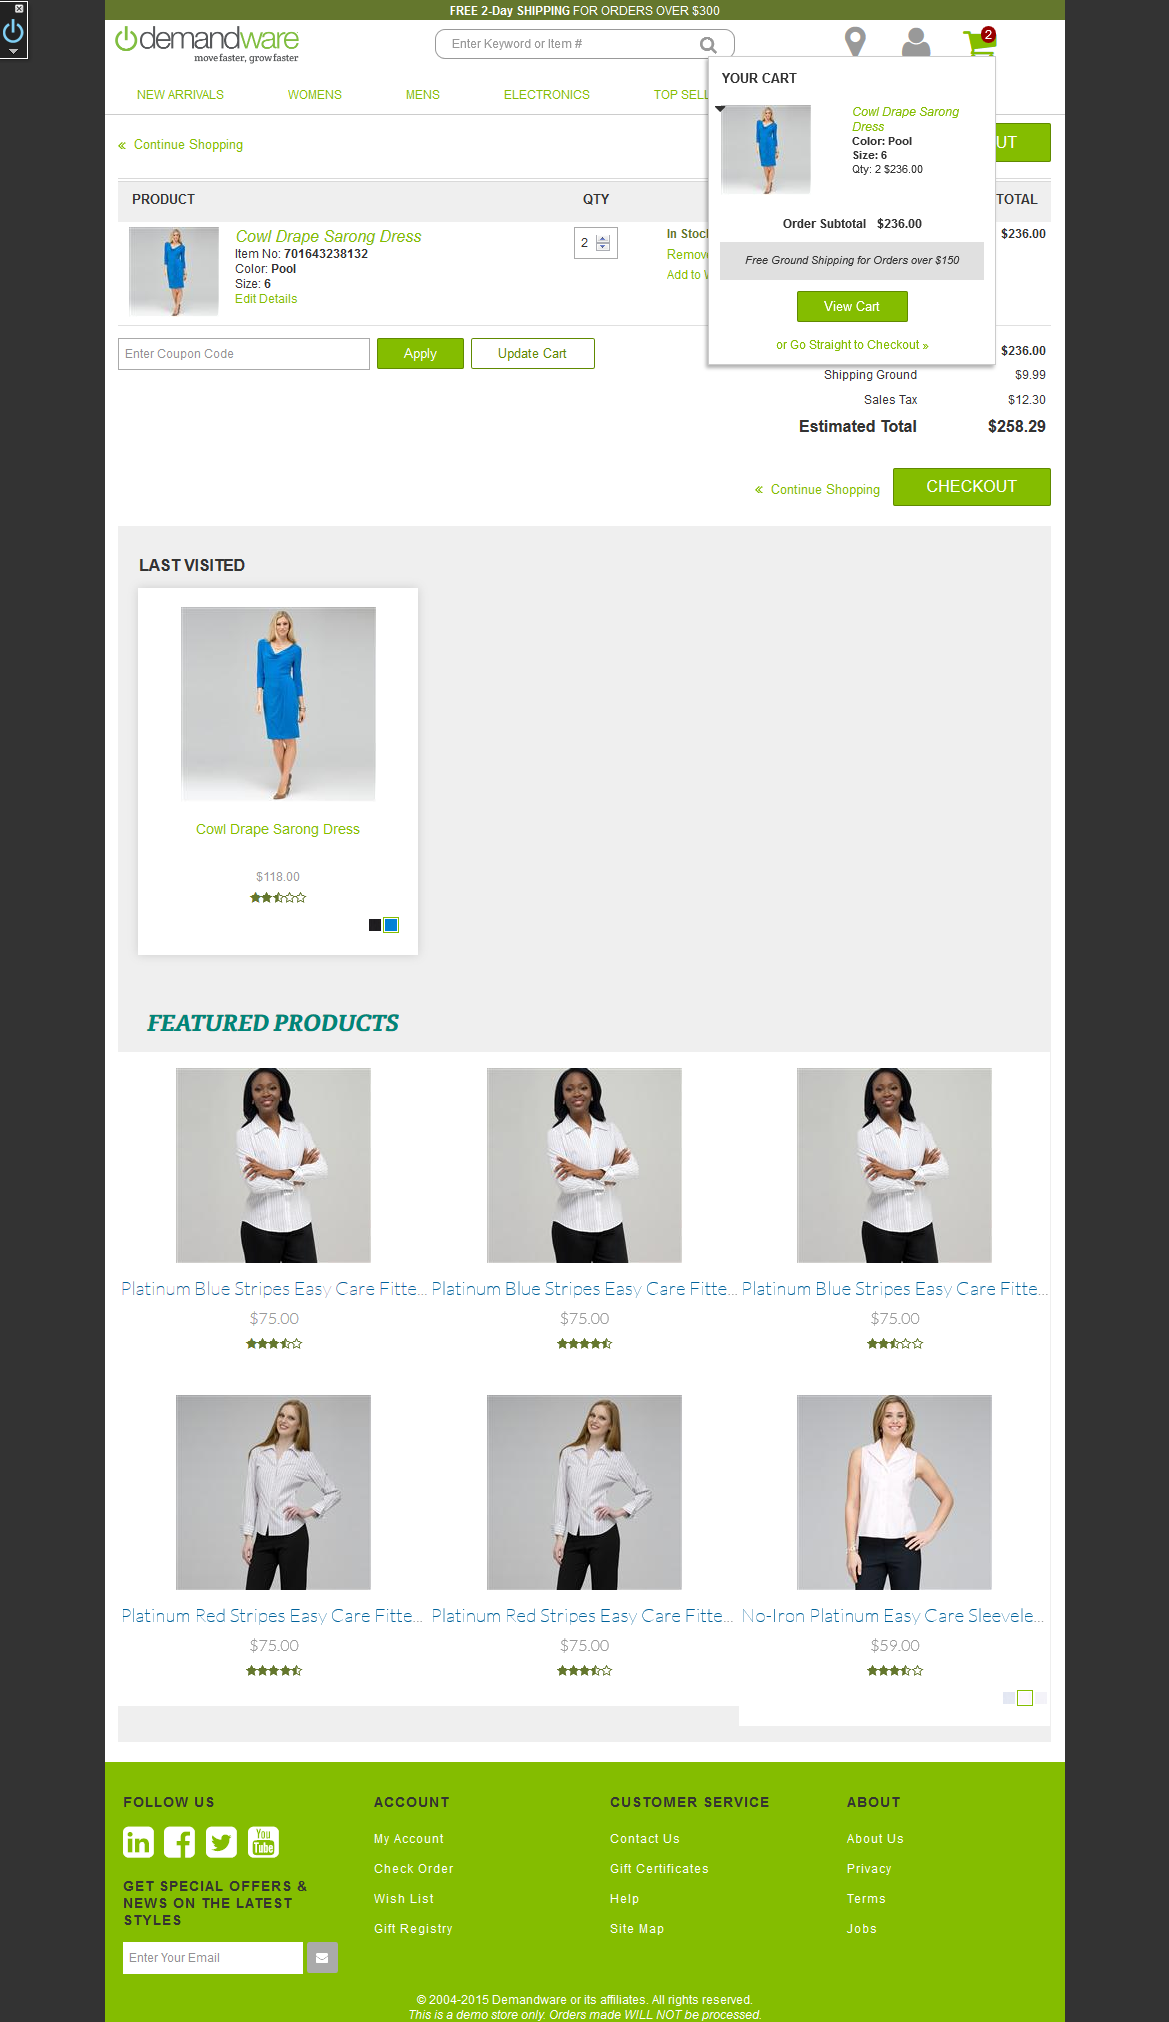 FREE 2-Day SHIPPING FOR ORDERS OVER $300
demandware
move faster, grow faster
Enter Keyword or Item #
2
NEW ARRIVALS
WOMENS
MENS
ELECTRONICS
TOP SELL
YOUR CART
Cowl Drape Sarong
Dress
Color: Pool
Size: 6
Qty: 2 $236.00
Order Subtotal $236.00
Free Ground Shipping for Orders over $150
View Cart
or Go Straight to Checkout »
« Continue Shopping
UT
PRODUCT
QTY
TOTAL
Cowl Drape Sarong Dress
Item No: 701643238132
Color: Pool
Size: 6
Edit Details
2
In Stoc
Remov
Add to
$236.00
Enter Coupon Code
Apply
Update Cart
$236.00
Shipping Ground $9.99
Sales Tax $12.30
Estimated Total $258.29
« Continue Shopping
CHECKOUT
LAST VISITED
Cowl Drape Sarong Dress
$118.00
FEATURED PRODUCTS
Platinum Blue Stripes Easy Care Fitte...
$75.00
Platinum Blue Stripes Easy Care Fitte...
$75.00
Platinum Blue Stripes Easy Care Fitte...
$75.00
Platinum Red Stripes Easy Care Fitte...
$75.00
Platinum Red Stripes Easy Care Fitte...
$75.00
No-Iron Platinum Easy Care Sleevele...
$59.00
FOLLOW US
in
You
Tube
GET SPECIAL OFFERS &
NEWS ON THE LATEST
STYLES
Enter Your Email
ACCOUNT
My Account
Check Order
Wish List
Gift Registry
CUSTOMER SERVICE
Contact Us
Gift Certificates
Help
Site Map
ABOUT
About Us
Privacy
Terms
Jobs
© 2004-2015 Demandware or its affiliates. All rights reserved.
This is a demo store only. Orders made WILL NOT be processed.